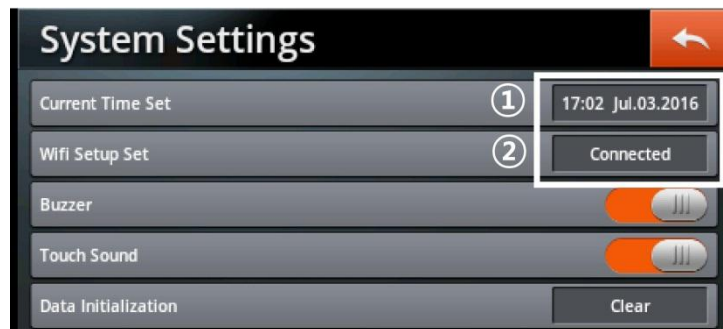 System Settings
Current Time Set ① 17:02 Jul.03.2016
Wifi Setup Set ② Connected
Buzzer
Touch Sound
Data Initialization Clear